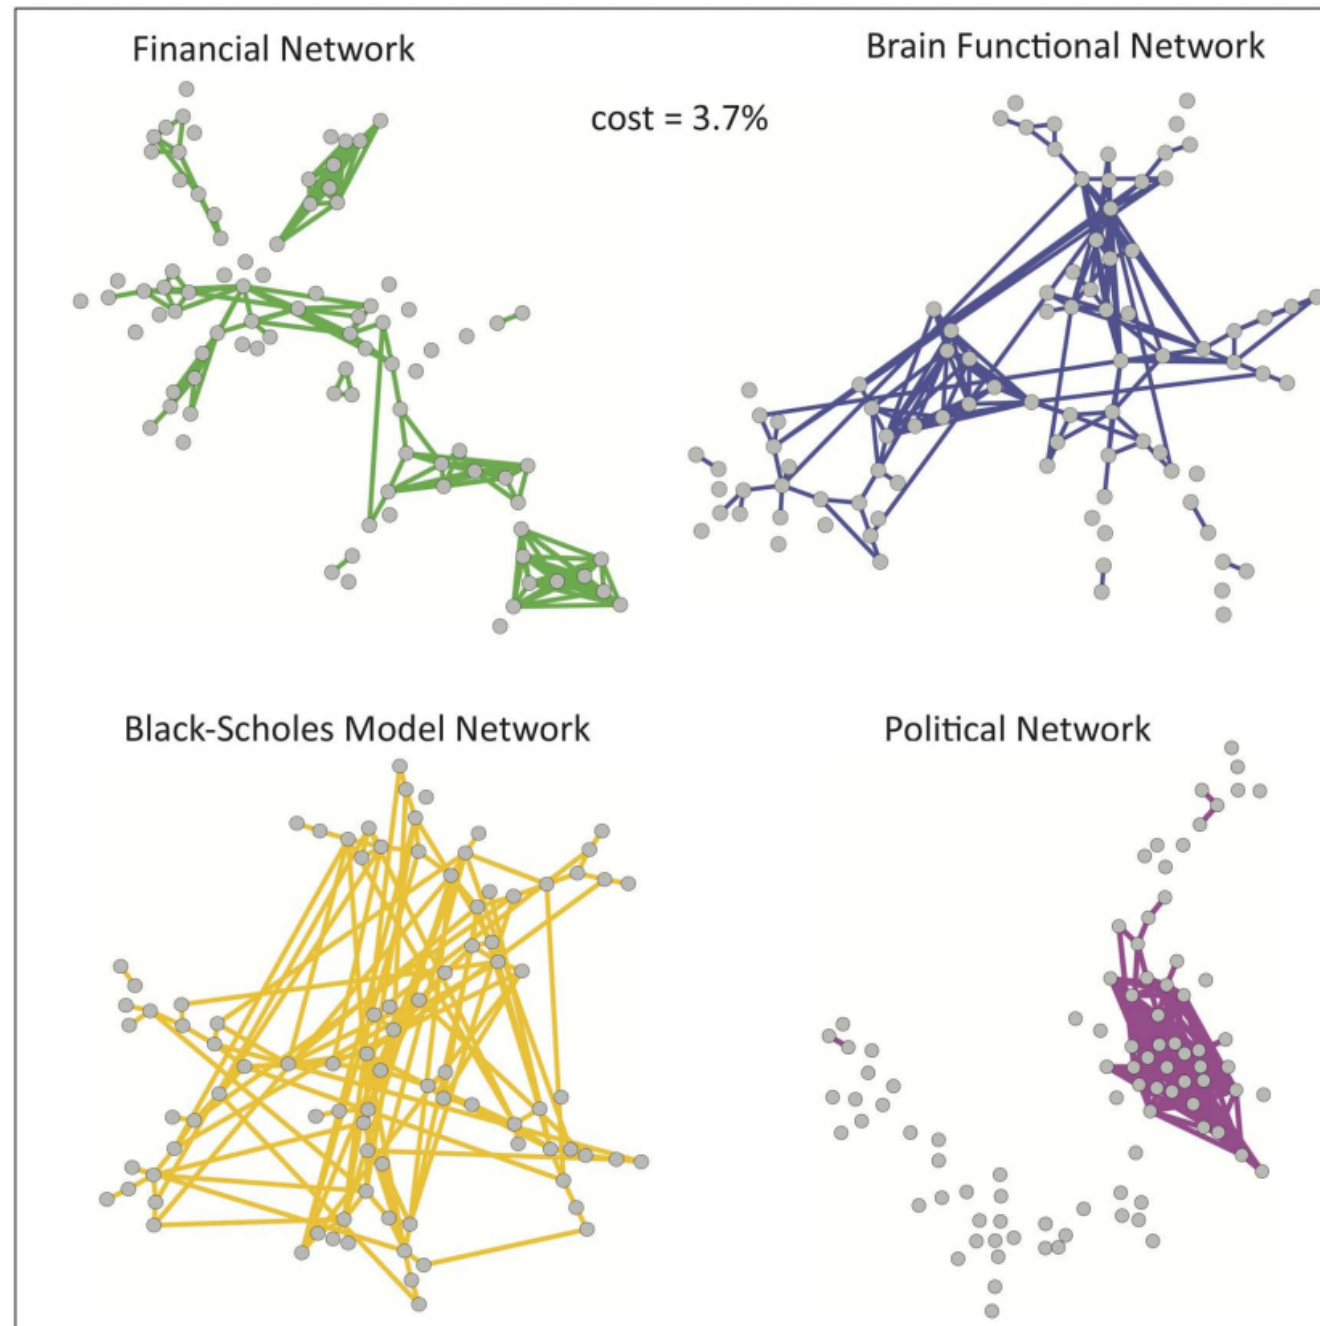 Financial Network
Brain Functional Network
cost = 3.7%
Black-Scholes Model Network
Political Network